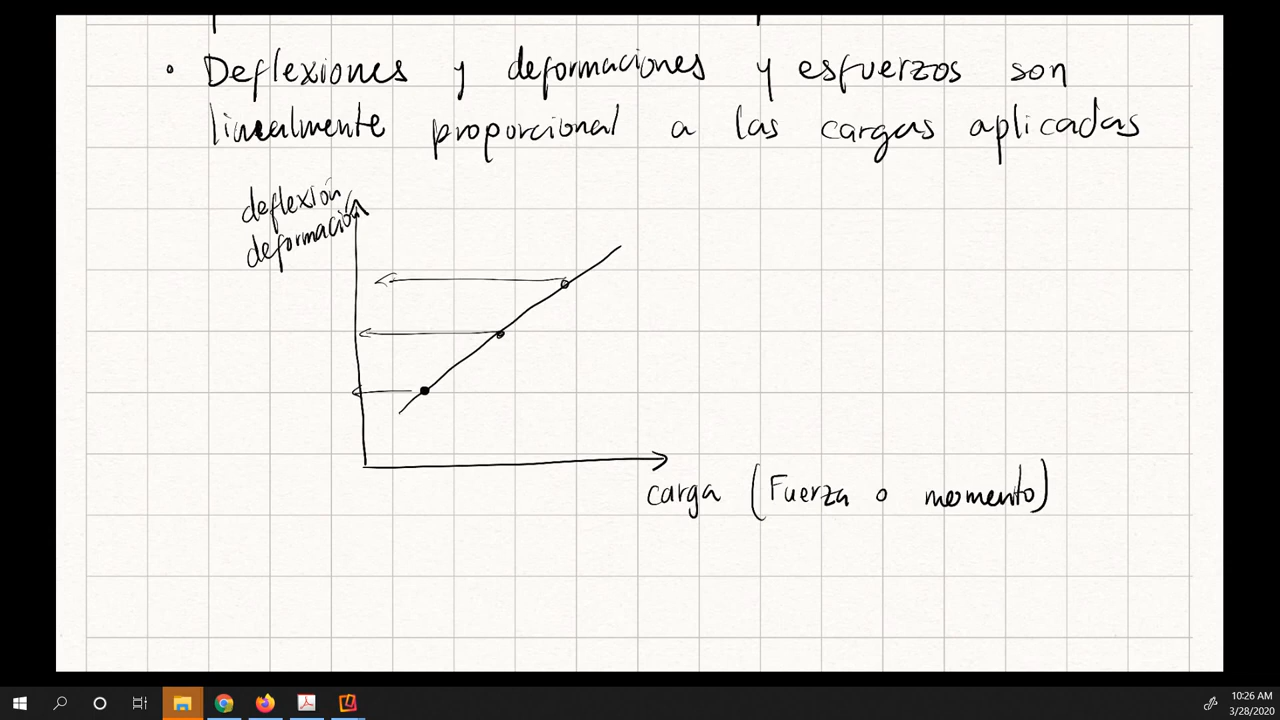 • Deflexiones y deformaciones y esfuerzos son
linealmente proporcional a las cargas aplicadas
deflexión
deformación
carga (Fuerza o momento)
10:26 AM
3/28/2020